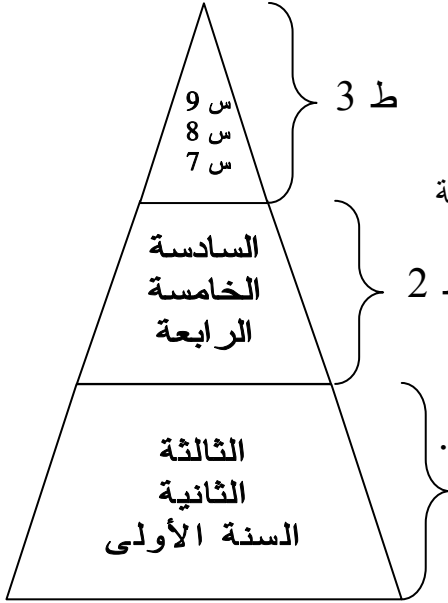 س 9
س 8
س 7
ط 3
السادسة
الخامسة
الرابعة
2
الثالثة
الثانية
السنة الأولى